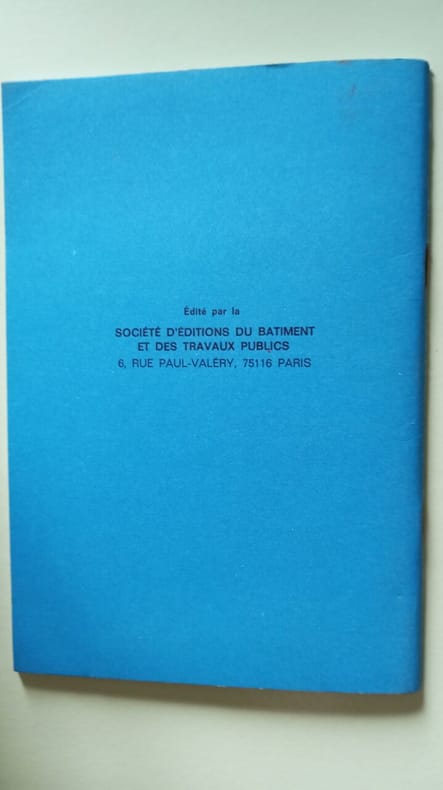 Édité par la
SOCIÉTÉ D'ÉDITIONS DU BATIMENT
ET DES TRAVAUX PUBLICS
6, RUE PAUL-VALÉRY, 75116 PARIS